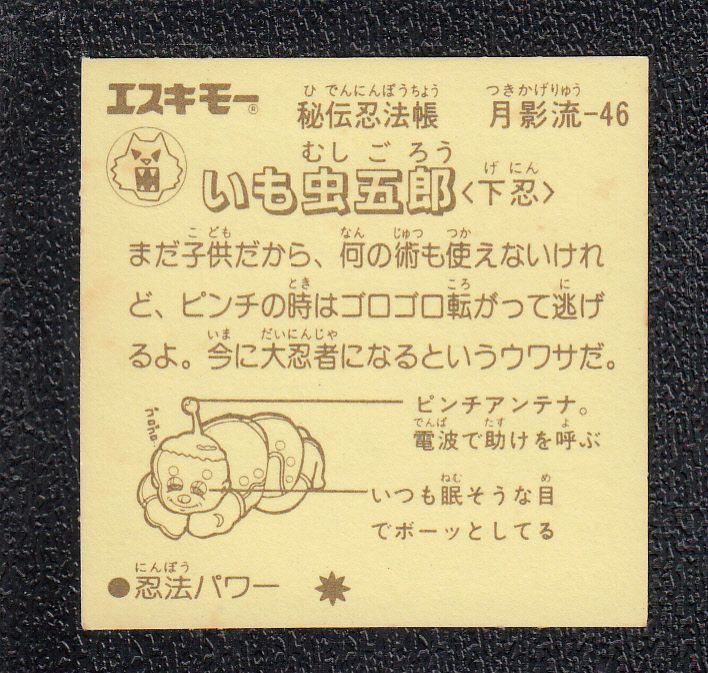 エスキモー®
秘伝忍法帳 月影流-46
ひでんにんぽうちょう つきかげりゅう
むしごろう
いも虫五郎〈下忍〉
げにん
こども なん じゅつ つか
まだ子供だから、何の術も使えないけれ
とき ころ に
ど、ピンチの時はゴロゴロ転がって逃げ
いま だいにんじゃ
るよ。今に大忍者になるというウワサだ。
ピンチアンテナ。
でんぱ たす よ
電波で助けを呼ぶ
ねむ め
いつも眠そうな目
でボーッとしてる
にんぽう
●忍法パワー